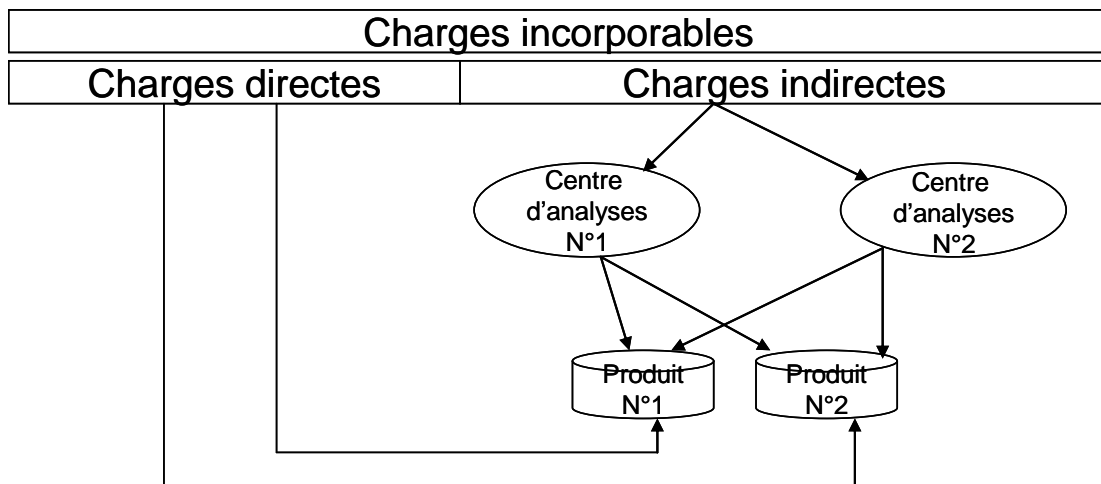 Charges incorporables
Charges directes
Charges indirectes
Centre
d'analyses
N°1
Centre
d'analyses
N°2
Produit
N°1
Produit
N°2